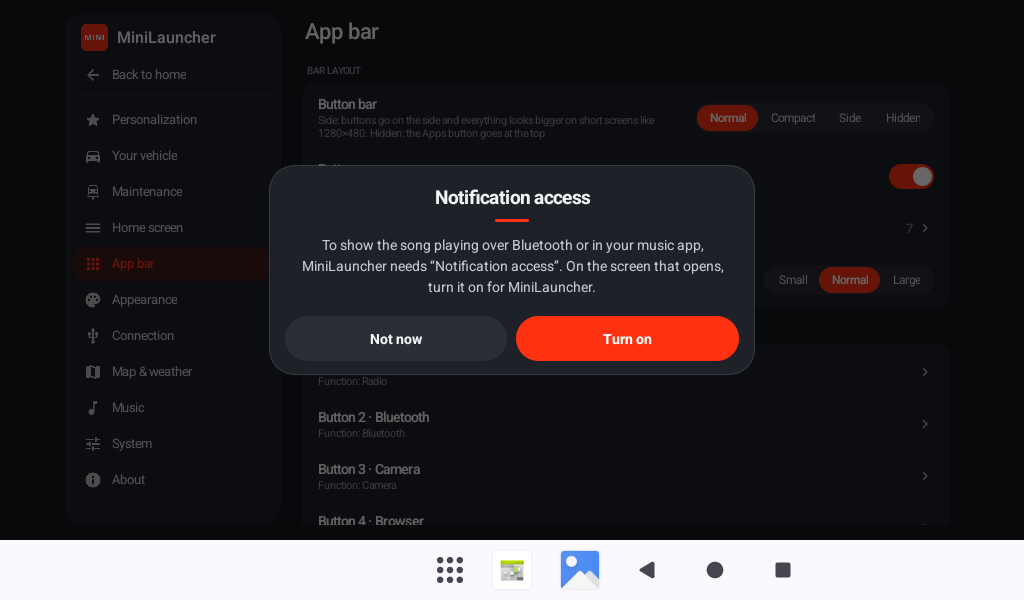 MINI
MiniLauncher
Back to home
Personalization
Your vehicle
Maintenance
Home screen
App bar
Appearance
Connection
Map & weather
Music
System
About
App bar
BAR LAYOUT
Button bar
Side: buttons go on the side and everything looks bigger on short screens like
1280×480. Hidden: the Apps button goes at the top
Normal
Compact
Side
Hidden
7
Small
Normal
Large
Notification access
To show the song playing over Bluetooth or in your music app,
MiniLauncher needs “Notification access”. On the screen that opens,
turn it on for MiniLauncher.
Not now
Turn on
Function: Radio
Button 2 · Bluetooth
Function: Bluetooth
Button 3 · Camera
Function: Camera
Button 4 · Browser